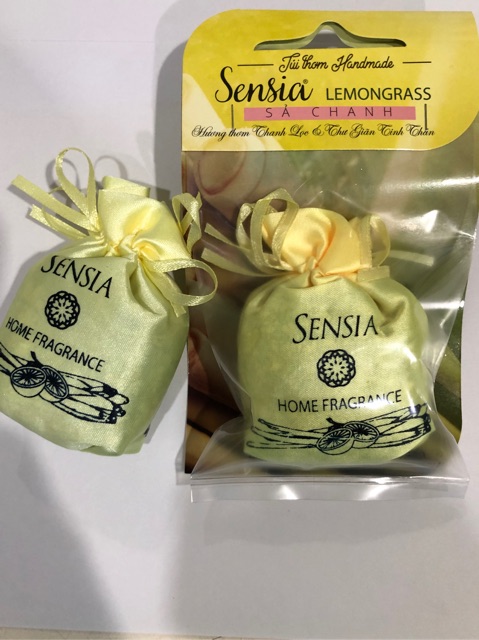 Túi thơm Handmade
Sensia® LEMONGRASS
SẢ CHANH
Hương thơm Thanh Lọc & Thư Giãn Tinh Thần
SENSIA
HOME FRAGRANCE
SENSIA
HOME FRAGRANCE